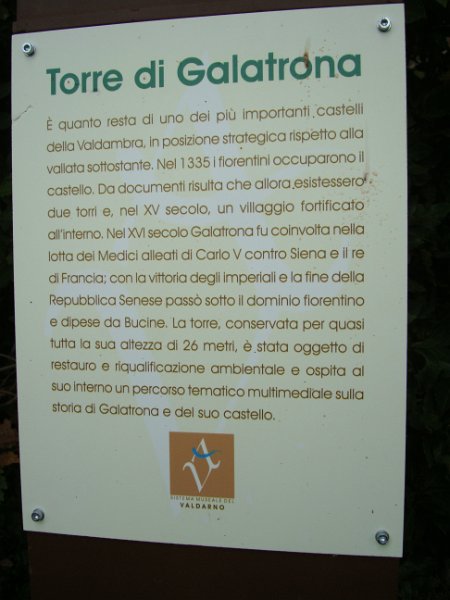 Torre di Galatrona
È quanto resta di uno dei più importanti castelli
della Valdambra, in posizione strategica rispetto alla
vallata sottostante. Nel 1335 i fiorentini occuparono il
castello. Da documenti risulta che allora esistessero
due torri e, nel XV secolo, un villaggio fortificato
all'interno. Nel XVI secolo Galatrona fu coinvolta nella
lotta dei Medici alleati di Carlo V contro Siena e il re
di Francia; con la vittoria degli imperiali e la fine della
Repubblica Senese passò sotto il dominio fiorentino
e dipese da Bucine. La torre, conservata per quasi
tutta la sua altezza di 26 metri, è stata oggetto di
restauro e riqualificazione ambientale e ospita al
suo interno un percorso tematico multimediale sulla
storia di Galatrona e del suo castello.
SISTEMA MUSEALE DEL
VALDARNO